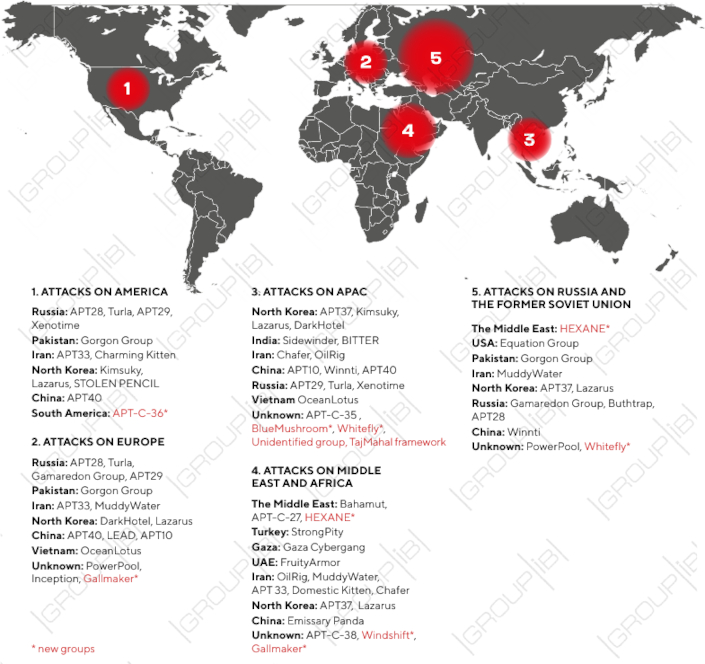 1
2
5
4
3
1. ATTACKS ON AMERICA
Russia: APT28, Turla, APT29,
Xenotime
Pakistan: Gorgon Group
Iran: APT33, Charming Kitten
North Korea: Kimsuky,
Lazarus, STOLEN PENCIL
China: APT40
South America: APT-C-36*
2. ATTACKS ON EUROPE
Russia: APT28, Turla,
Gamaredon Group, APT29
Pakistan: Gorgon Group
Iran: APT33, MuddyWater
North Korea: DarkHotel, Lazarus
China: APT40, LEAD, APT10
Vietnam: OceanLotus
Unknown: PowerPool,
Inception, Gallmaker*
* new groups
3. ATTACKS ON APAC
North Korea: APT37, Kimsuky,
Lazarus, DarkHotel
India: Sidewinder, BITTER
Iran: Chafer, OilRig
China: APT10, Winnti, APT40
Russia: APT29, Turla, Xenotime
Vietnam OceanLotus
Unknown: APT-C-35 ,
BlueMushroom*, Whitefly*,
Unidentified group, TajMahal framework
4. ATTACKS ON MIDDLE
EAST AND AFRICA
The Middle East: Bahamut,
APT-C-27, HEXANE*
Turkey: StrongPity
Gaza: Gaza Cybergang
UAE: FruityArmor
Iran: OilRig, MuddyWater,
APT 33, Domestic Kitten, Chafer
North Korea: APT37, Lazarus
China: Emissary Panda
Unknown: APT-C-38, Windshift*,
Gallmaker*
5. ATTACKS ON RUSSIA AND
THE FORMER SOVIET UNION
The Middle East: HEXANE*
USA: Equation Group
Pakistan: Gorgon Group
Iran: MuddyWater
North Korea: APT37, Lazarus
Russia: Gamaredon Group, Buhtrap,
APT28
China: Winnti
Unknown: PowerPool, Whitefly*
GROUP|IB